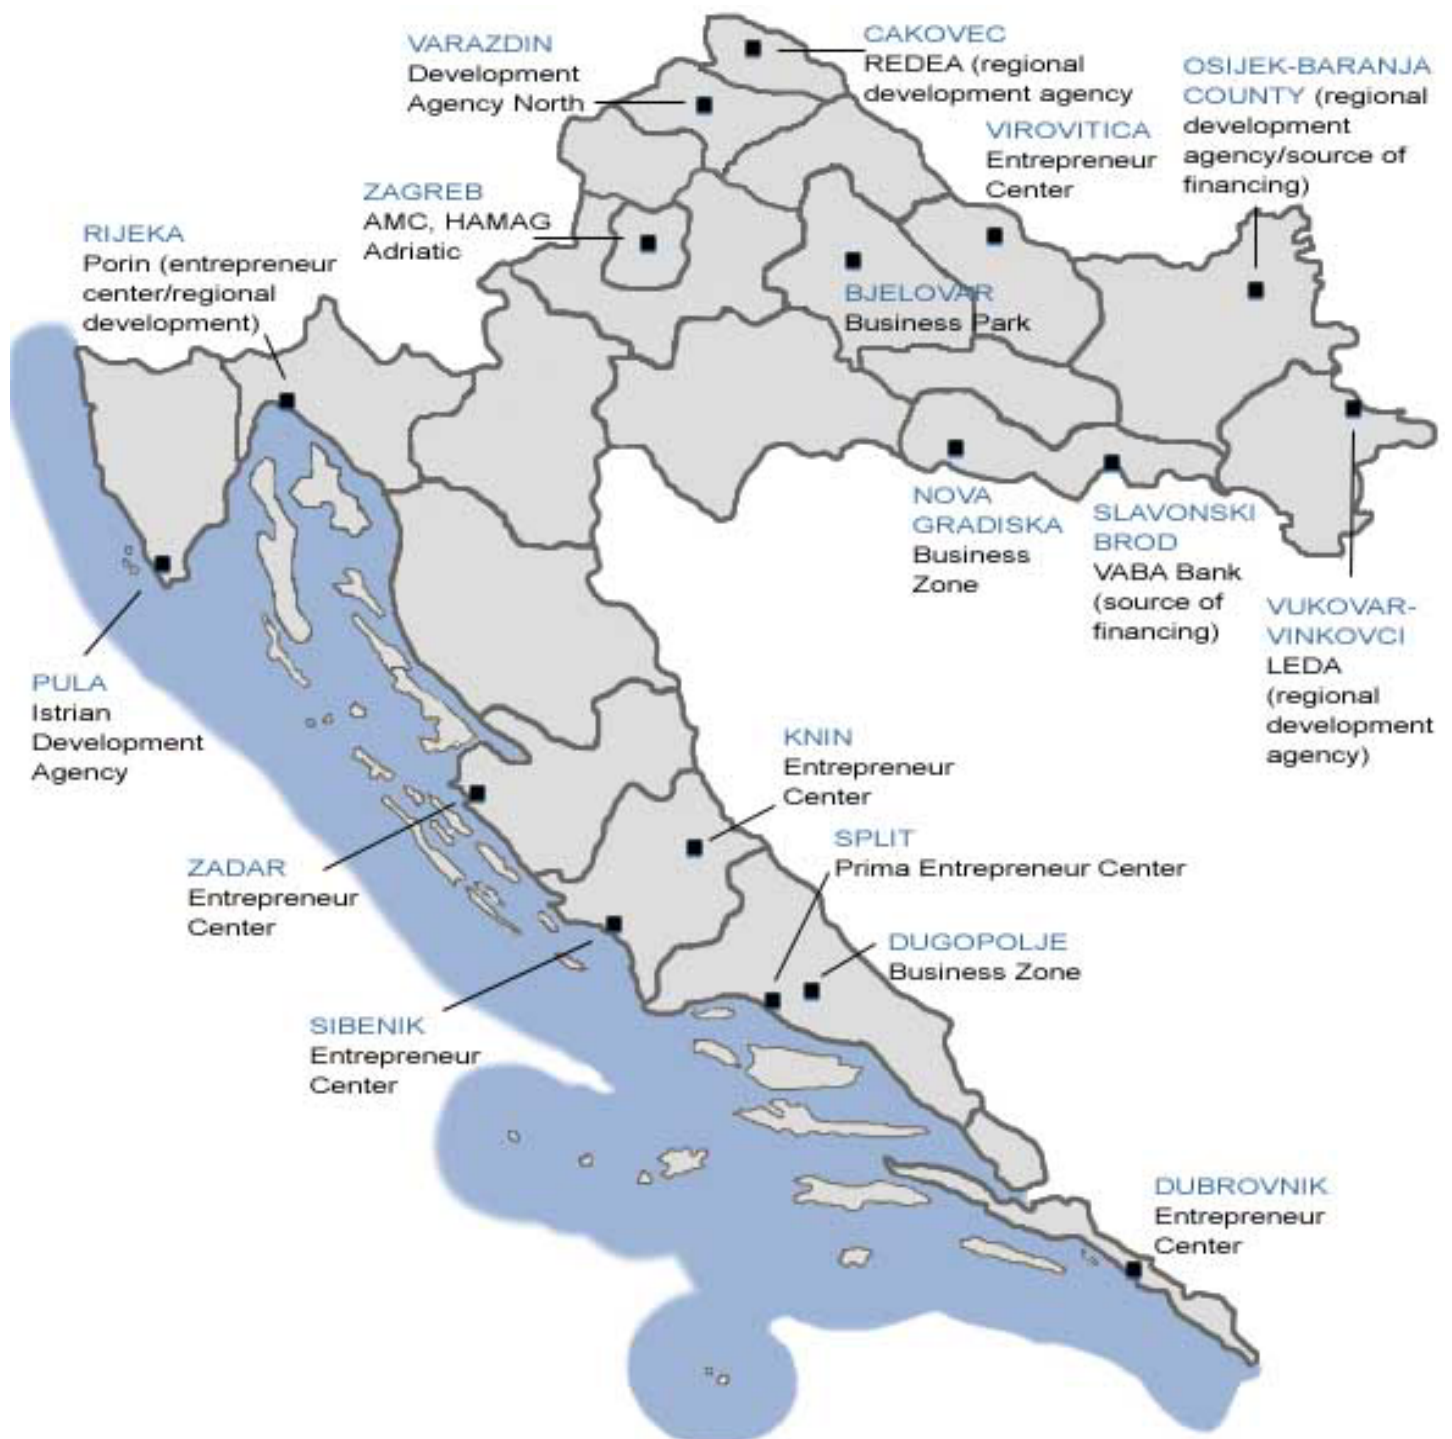 VARAZDIN
Development
Agency North
CAKOVEC
REDEA (regional
development agency
OSIJEK-BARANJA
COUNTY (regional
development
agency/source of
financing)
VIROVITICA
Entrepreneur
Center
ZAGREB
AMC, HAMAG
Adriatic
RIJEKA
Porin (entrepreneur
center/regional
development)
BJELOVAR
Business Park
NOVA
GRADISKA
Business
Zone
SLAVONSKI
BROD
VABA Bank
(source of
financing)
VUKOVAR-
VINKOVCI
LEDA
(regional
development
agency)
PULA
Istrian
Development
Agency
KNIN
Entrepreneur
Center
SPLIT
Prima Entrepreneur Center
ZADAR
Entrepreneur
Center
DUGOPOLJE
Business Zone
SIBENIK
Entrepreneur
Center
DUBROVNIK
Entrepreneur
Center